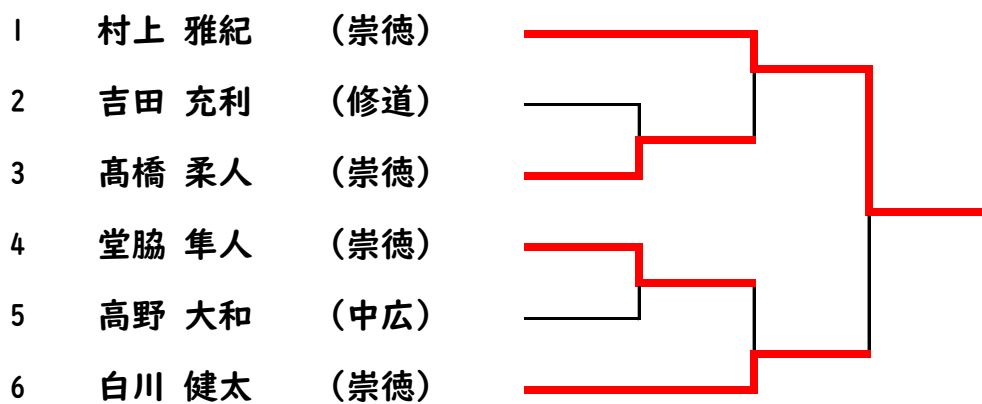 1 村上 雅紀 （崇徳）
2 吉田 充利 （修道）
3 髙橋 柔人 （崇徳）
4 堂脇 隼人 （崇徳）
5 高野 大和 （中広）
6 白川 健太 （崇徳）